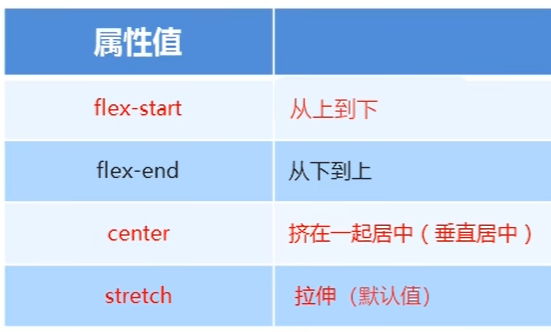 属性值
flex-start 从上到下
flex-end 从下到上
center 挤在一起居中（垂直居中）
stretch 拉伸（默认值）